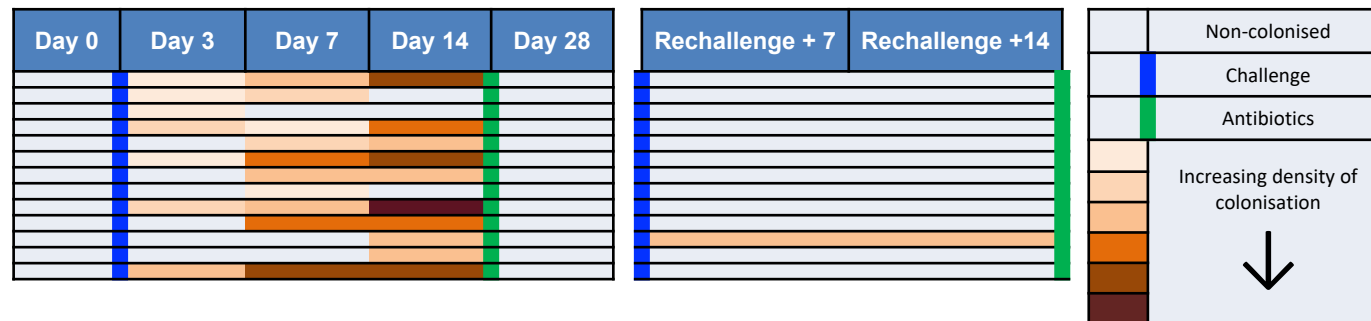 Day 0
Day 3
Day 7
Day 14
Day 28
Rechallenge + 7
Rechallenge +14
Non-colonised
Challenge
Antibiotics
Increasing density of
colonisation